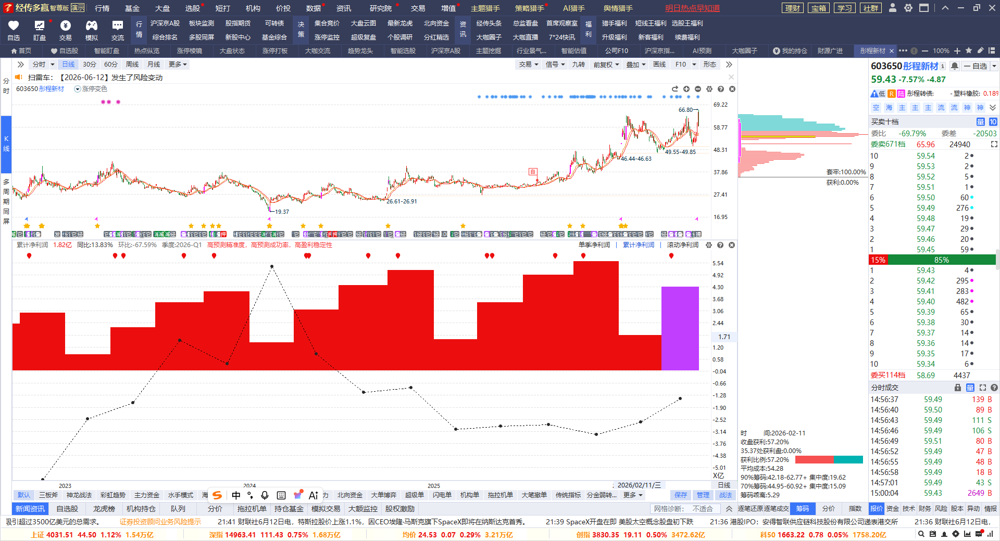 经传多赢 智尊版 演示 行情 基金 大盘 选股 短打 机构 价投 数据 资讯 研究院 交易 增值 主题猎手 策略猎手 AI猎手 舆情猎手 明日热点早知道 理财 宝箱 学习 社群
自选 盯盘 交易 模拟 交流 行情 沪深京A股 板块监测 股指期货 可转债 决策 集合竞价 大盘云图 最新龙虎 北向资金 资讯 经传头条 总监看盘 首席观察室 福利 猎手福利 短线王福利 选股王福利
综合排名 多股同屏 新股中心 基金综合 涨停监控 超级复盘 个股调研 分红精选 大咖圈子 大咖直播 7*24快讯 升级福利 新客福利 续费福利
首页 自选股 智能盯盘 热点纵览 涨停棱镜 大盘状态 涨停打板 大咖交流 趋势龙头 智能选股 沪深京A股 主题挖掘 行业景气... 智能估值 公司F10 沪深京指... AI预测 大咖圈子 我的持仓 财源广进 彤程新材 × 100%
分时 日线 30分 60分 周线 月线 更多 交易 信号 九转 前复权 叠加 画线 F10 形态
扫雷车：【2026-06-12】发生了风险变动
603650 彤程新材 涨停变色
分时
K线
多周期同屏
69.22
66.80
58.77
49.55-49.85
48.31
46.44-46.63
自
37.86
27.41
26.61-26.91
19.37
16.95
累计净利润 1.82亿 同比:13.83% 环比:-67.59% 季度:2026-Q1 高预测精准度，高预测成功率，高盈利稳定性 单季净利润 | 累计净利润 | 滚动净利润
5.54
4.92
4.30
3.68
3.06
2.44
1.71
1.20
0.58
-0.04
-0.66
-1.28
-1.90
-2.52
-3.14
-3.76
-4.38
-5.01
X亿
2023 2024 2025 2026/02/11/三 日线
默认 三板斧 神龙战法 彩虹趋势 主力资金 水手模式 海 中 Ai 力 北向资金 大单博弈 超级单 闪电单 机构单 拖拉机单 大笔撤单 传统指标 分金弱转... 更多 保存 管理 战法
新闻资讯 自选股 龙虎榜 机构持仓 队列 分价 拖拉机单 持仓基金 模拟交易 大额监控 股权激励 网格诊断: 不适合
套牢:100.00%
获利:0.00%
时 间:2026-02-11
收盘获利:57.20%
35.37处获利盘:0.00%
获利比例:57.20%
平均成本:54.28
90%筹码:42.18-62.77+ 集中度:19.62
70%筹码:44.95-60.92+ 集中度:15.09
筹码乖离:5.29
逐笔还原 逐笔成交 筹码 分价 指数 报价 资金 技术 财务 风险 股本 异动 情报
603650 彤程新材 自选
59.43 -7.57% -4.87
低 R 陆 彤程转债: - 塑料橡胶: 0.18%
空 海 主 主 主 流 流 神 神
买卖十档 量 10
委比 -69.79% 委差 -20503
委卖671档 65.96 24940
10 59.54 2
9 59.53 2
8 59.52 5
7 59.51 1
6 59.50 60
5 59.49 276
4 59.48 19
3 59.47 29
2 59.46 20
1 59.45 59
15% 85%
1 59.43 4
2 59.42 295
3 59.41 283
4 59.40 482
5 59.39 65
6 59.38 30
7 59.37 14
8 59.36 14
9 59.35 17
10 59.34 6
委买114档 58.69 4437
分时成交 量
14:56:37 59.49 139 B
14:56:40 59.50 89 B
14:56:43 59.49 111 S
14:56:46 59.49 106 S
14:56:49 59.51 80 B
14:56:52 59.49 47 B
14:56:55 59.49 48 B
14:56:58 59.49 18 B
14:57:01 59.49 43 S
15:00:04 59.43 2649 B
吸引超过3500亿美元的总需求。 证券投资顾问业务风险提示 21:41 财联社6月12日电，特斯拉股价上涨1.1%，因CEO埃隆·马斯克旗下SpaceX即将在纳斯达克首秀。 21:39 SpaceX开盘在即 美股太空概念股盘初下跌 21:36 港股IPO：安得智联供应链科技股份有限公司递表港交所 21:36 财联社6月12日电，
上证 4031.51 44.50 1.12% 1.54万亿 深指 14963.41 111.43 0.75% 1.68万亿 均价 24.53 0.07 0.29% 3.21万亿 创指 3830.35 19.11 0.50% 3472.62亿 科50 1663.22 0.78 0.05% 1758.20亿